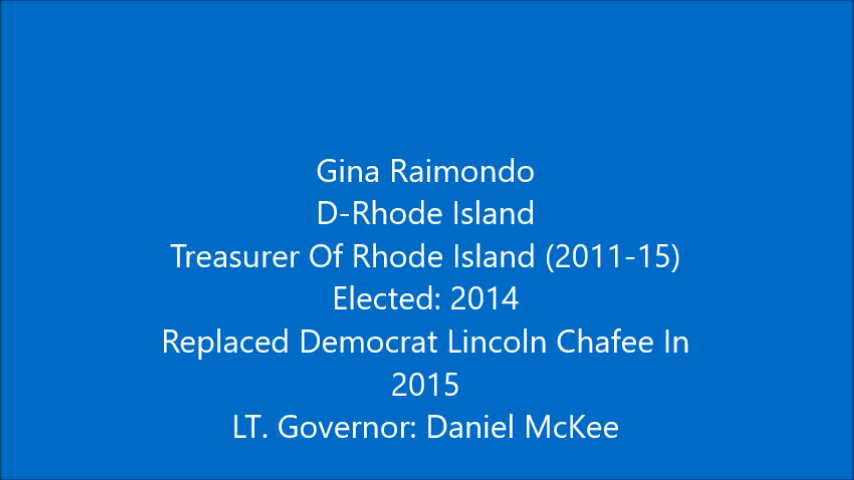 Gina Raimondo
D-Rhode Island
Treasurer Of Rhode Island (2011-15)
Elected: 2014
Replaced Democrat Lincoln Chafee In
2015
LT. Governor: Daniel McKee